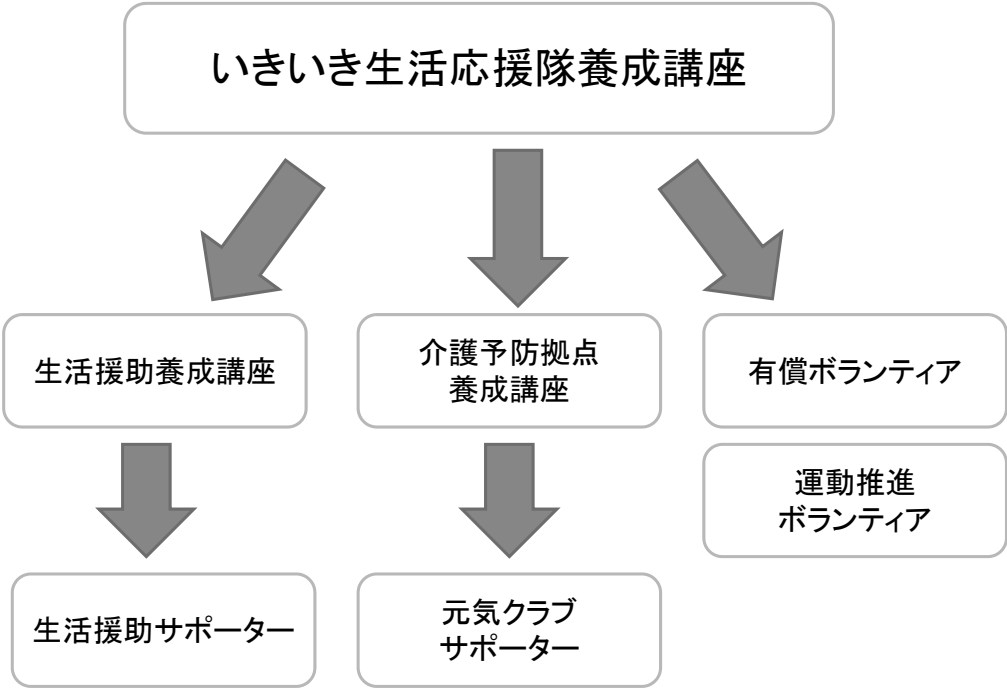 いきいき生活応援隊養成講座
生活援助養成講座
介護予防拠点
養成講座
有償ボランティア
運動推進
ボランティア
生活援助サポーター
元気クラブ
サポーター